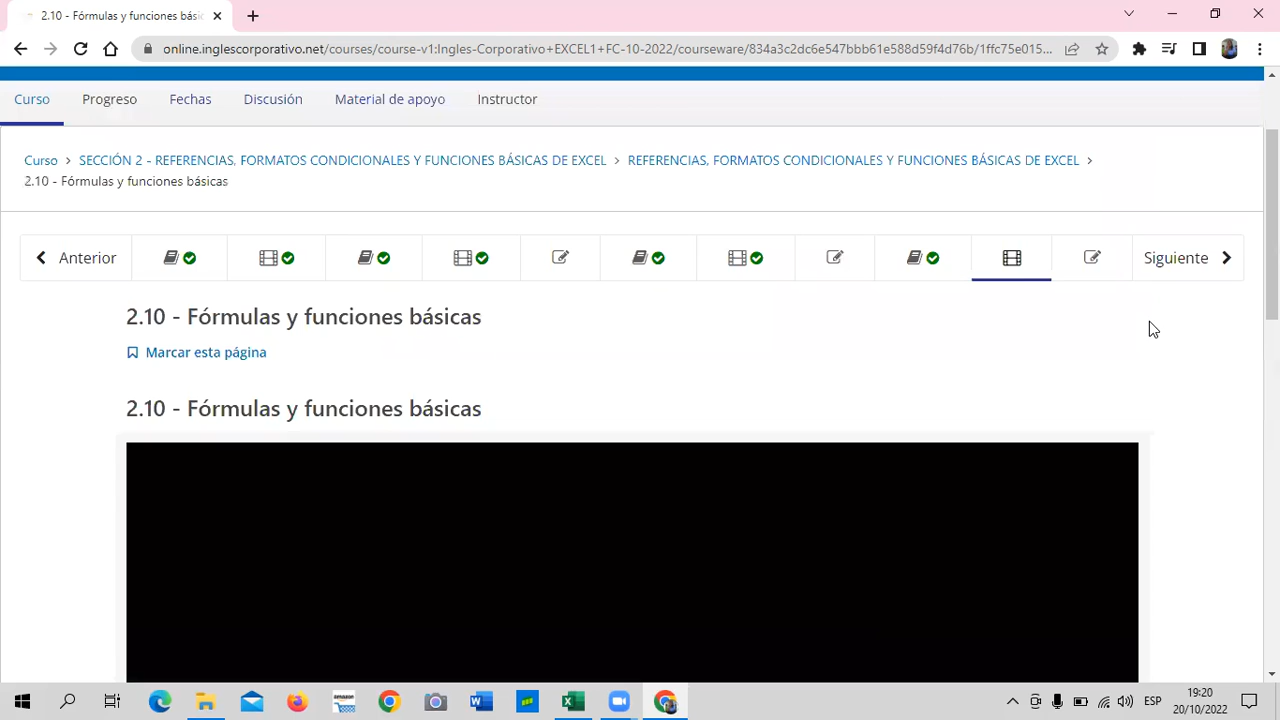 2.10 - Fórmulas y funciones bási
online.inglescorporativo.net/courses/course-v1:Ingles-Corporativo+EXCEL1+FC-10-2022/courseware/834a3c2dc6e547bbb61e588d59f4d76b/1ffc75e015...
Curso Progreso Fechas Discusión Material de apoyo Instructor
Curso > SECCIÓN 2 - REFERENCIAS, FORMATOS CONDICIONALES Y FUNCIONES BÁSICAS DE EXCEL > REFERENCIAS, FORMATOS CONDICIONALES Y FUNCIONES BÁSICAS DE EXCEL >
2.10 - Fórmulas y funciones básicas
Anterior Siguiente
2.10 - Fórmulas y funciones básicas
Marcar esta página
2.10 - Fórmulas y funciones básicas
amazon
ESP
19:20
20/10/2022